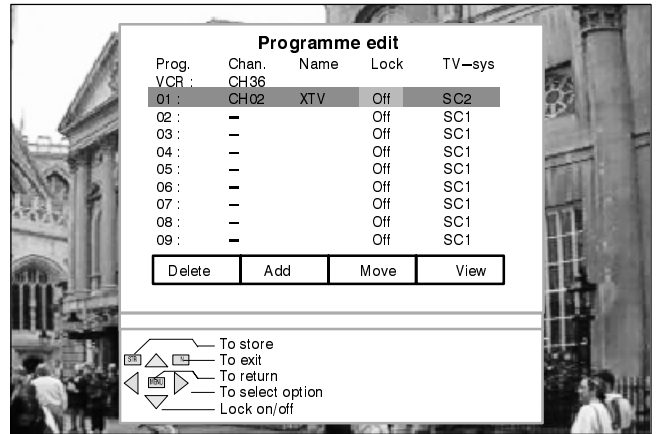 Programme edit
Prog. Chan. Name Lock TV–sys
VCR : CH36
01 : CH02 XTV Off SC2
02 : – Off SC1
03 : – Off SC1
04 : – Off SC1
05 : – Off SC1
06 : – Off SC1
07 : – Off SC1
08 : – Off SC1
09 : – Off SC1
Delete Add Move View
To store
STR N To exit
MENU To return
To select option
Lock on/off